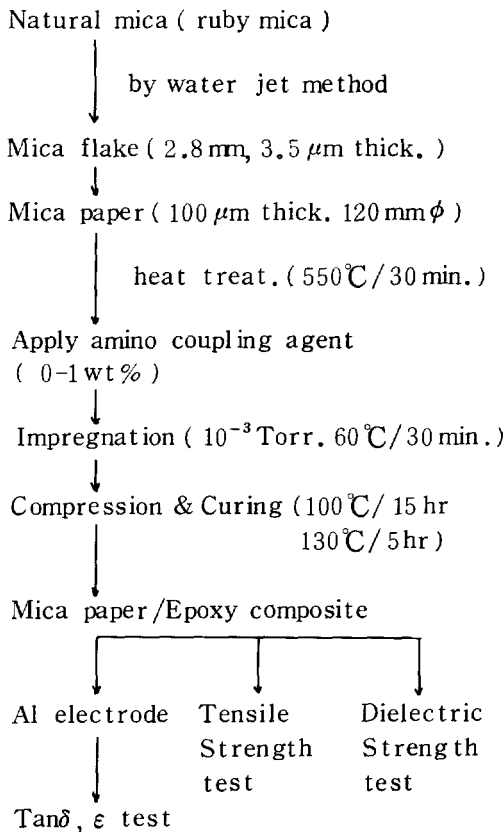 Natural mica ( ruby mica )
by water jet method
Mica flake ( 2.8 mm, 3.5 μm thick. )
Mica paper ( 100 μm thick. 120 mmϕ )
heat treat. ( 550℃/30 min. )
Apply amino coupling agent
( 0-1 wt% )
Impregnation ( 10⁻³ Torr. 60℃/30 min. )
Compression & Curing (100℃/ 15 hr
130℃/ 5hr )
Mica paper/Epoxy composite
Al electrode Tensile Dielectric
Strength Strength
test test
Tanδ, ε test